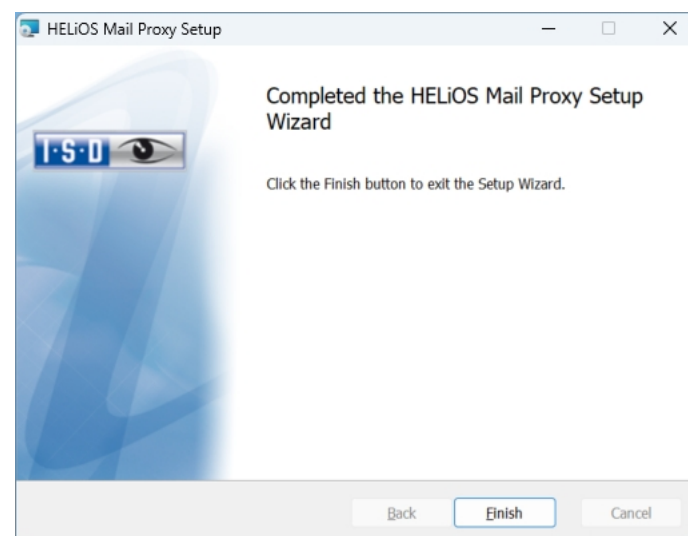 HELiOS Mail Proxy Setup
Completed the HELiOS Mail Proxy Setup
Wizard
I·S·D
Click the Finish button to exit the Setup Wizard.
Back
Finish
Cancel